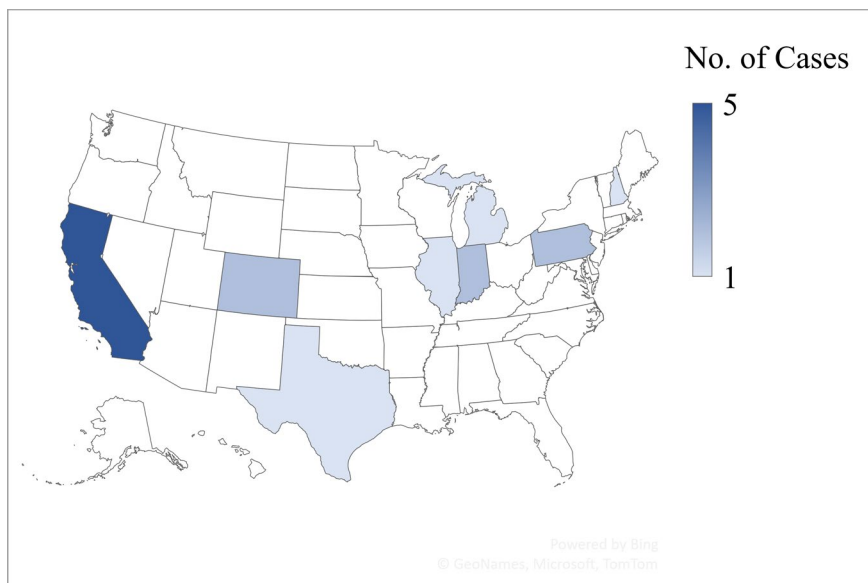 No. of Cases
5
1
Powered by Bing
© GeoNames, Microsoft, TomTom